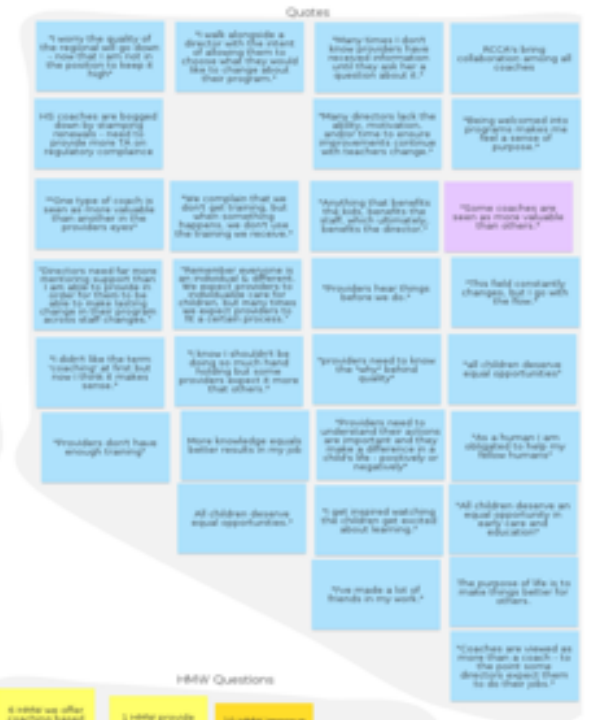 Quotes
"I worry the quality of
the regional will go down
- now that I am not in
the position to keep it
high"
"I walk alongside a
director with the intent
of allowing them to
choose what they would
like to change about
their program."
"Many times I don't
know providers have
received information
until they ask her a
question about it."
RCCA's bring
collaboration among all
coaches
HS coaches are bogged
down by stamping
renewals - need to
provide more TA on
regulatory compliance
"Many directors lack the
ability, motivation,
and/or time to ensure
improvements continue
with teachers change."
"Being welcomed into
programs makes me
feel a sense of
purpose."
"One type of coach is
seen as more valuable
than another in the
providers eyes"
"We complain that we
don't get training, but
when something
happens, we don't use
the training we receive."
"Anything that benefits
the kids, benefits the
staff, which ultimately,
benefits the director."
"Some coaches are
seen as more valuable
than others."
"Directors need far more
mentoring support than
I am able to provide in
order for them to be
able to make lasting
change in their program
across staff changes."
"Remember everyone is
an individual & different.
We expect providers to
individualize care for
children, but many times
we expect providers to
fit a certain process."
"Providers hear things
before we do."
"This field constantly
changes, but I go with
the flow."
"I didn't like the term
'coaching' at first but
now I think it makes
sense."
"I know I shouldn't be
doing so much hand
holding but some
providers expect it more
that others."
"providers need to know
the "why" behind
quality"
"all children deserve
equal opportunities"
"Providers don't have
enough training"
More knowledge equals
better results in my job
"Providers need to
understand their actions
are important and they
make a difference in a
child's life - positively or
negatively"
"As a human I am
obligated to help my
fellow humans"
All children deserve
equal opportunities."
"I get inspired watching
the children get excited
about learning."
"All children deserve an
equal opportunity in
early care and
education"
"I've made a lot of
friends in my work."
The purpose of life is to
make things better for
others.
"Coaches are viewed as
more than a coach - to
the point some
directors expect them
to do their jobs."
HMW Questions
HMW we offer
coaching based
HMW provide